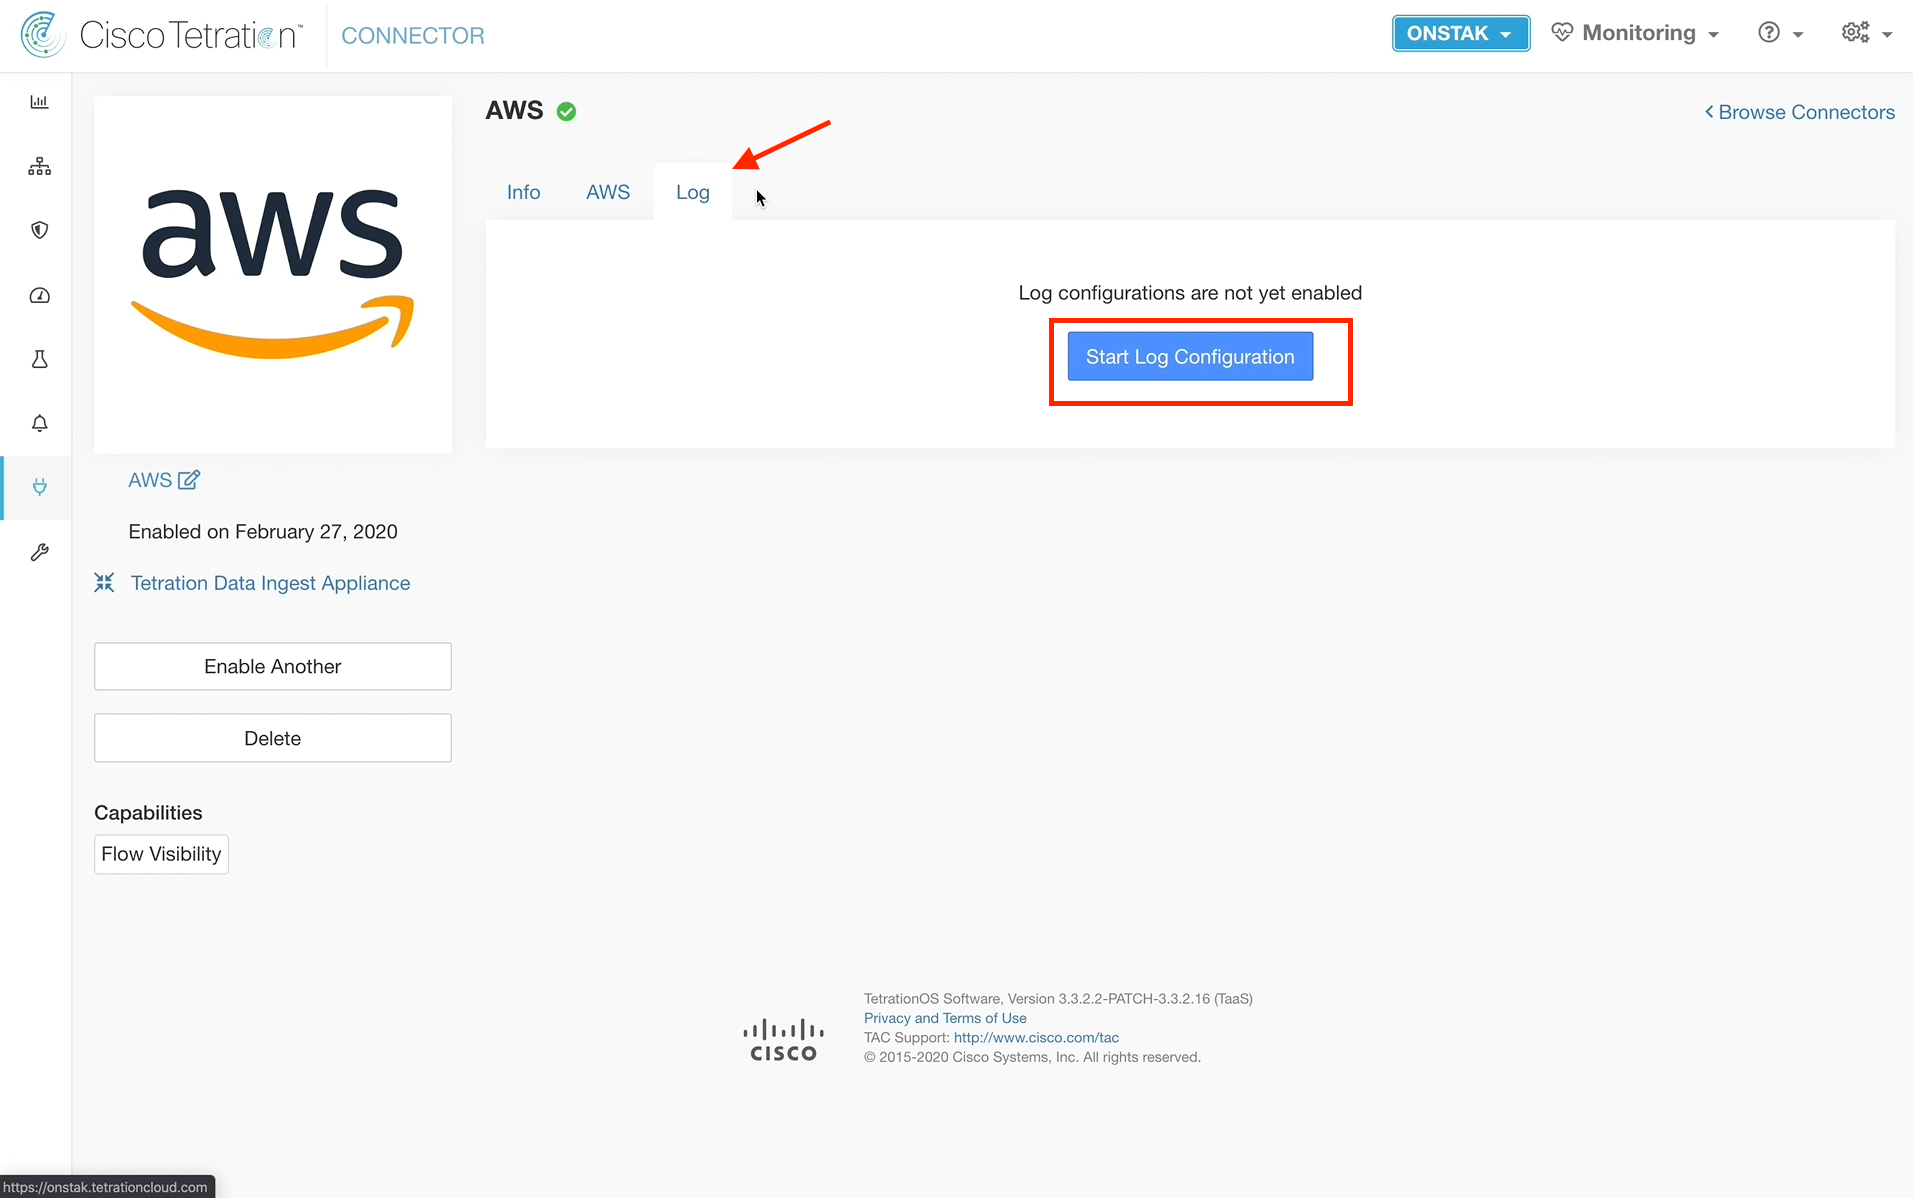 Cisco Tetration™
CONNECTOR
ONSTAK
Monitoring
AWS
Browse Connectors
Info
AWS
Log
aws
Log configurations are not yet enabled
Start Log Configuration
AWS
Enabled on February 27, 2020
Tetration Data Ingest Appliance
Enable Another
Delete
Capabilities
Flow Visibility
CISCO
TetrationOS Software, Version 3.3.2.2-PATCH-3.3.2.16 (TaaS)
Privacy and Terms of Use
TAC Support: http://www.cisco.com/tac
© 2015-2020 Cisco Systems, Inc. All rights reserved.
https://onstak.tetrationcloud.com